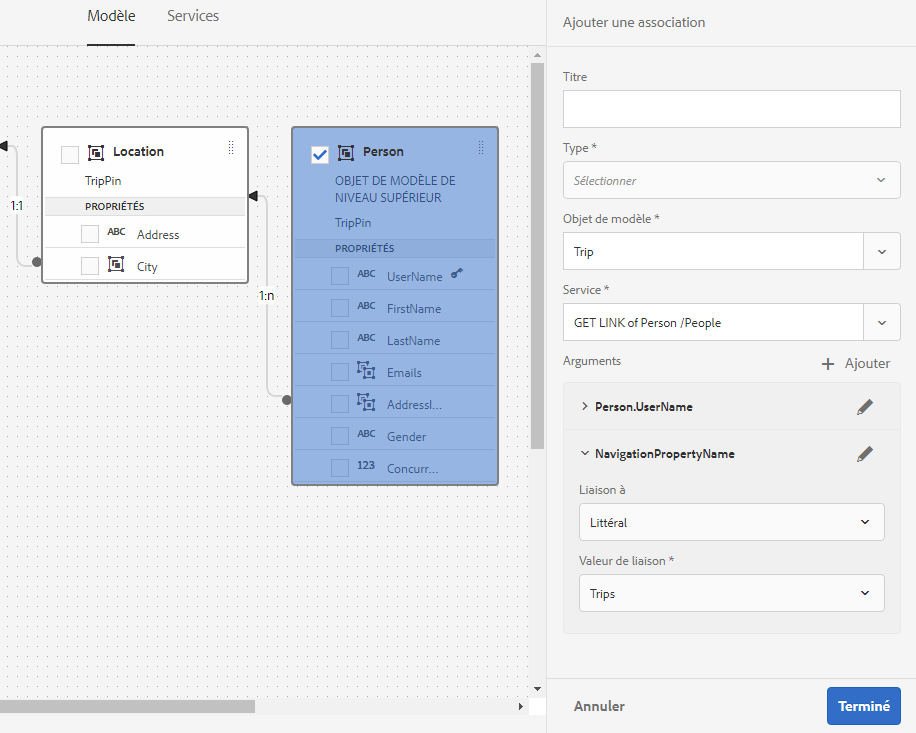 Modèle
Services
1:1
Location
TripPin
PROPRIÉTÉS
ABC Address
City
1:n
Person
OBJET DE MODÈLE DE
NIVEAU SUPÉRIEUR
TripPin
PROPRIÉTÉS
ABC UserName
ABC FirstName
ABC LastName
Emails
AddressI...
ABC Gender
123 Concurr...
Ajouter une association
Titre
Type *
Sélectionner
Objet de modèle *
Trip
Service *
GET LINK of Person /People
Arguments
+ Ajouter
Person.UserName
NavigationPropertyName
Liaison à
Littéral
Valeur de liaison *
Trips
Annuler
Terminé